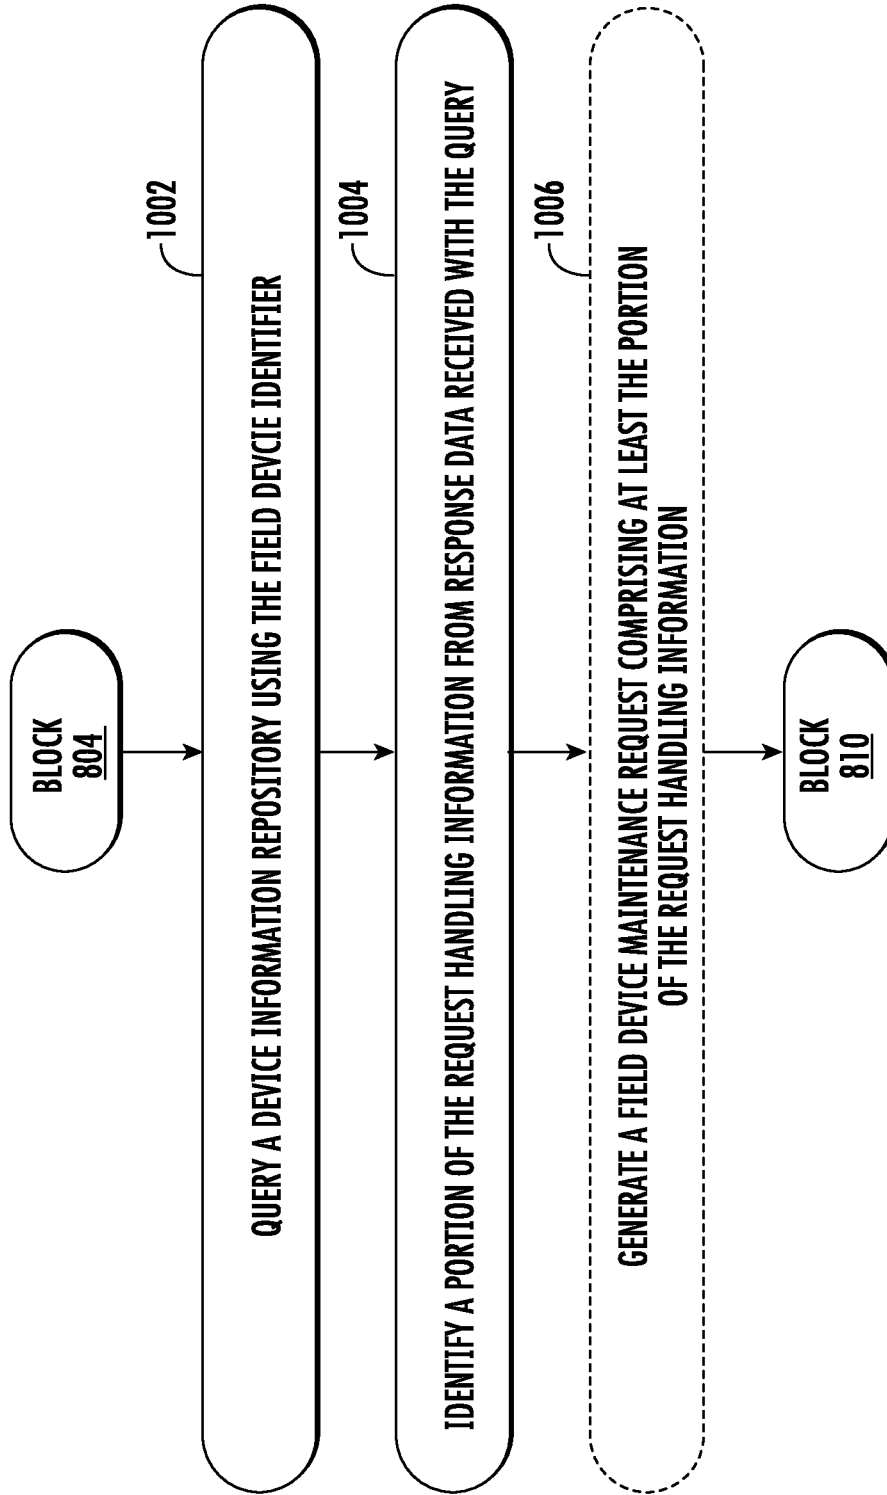 BLOCK
804
1002
QUERY A DEVICE INFORMATION REPOSITORY USING THE FIELD DEVCIE IDENTIFIER
1004
IDENTIFY A PORTION OF THE REQUEST HANDLING INFORMATION FROM RESPONSE DATA RECEIVED WITH THE QUERY
1006
GENERATE A FIELD DEVICE MAINTENANCE REQUEST COMPRISING AT LEAST THE PORTION
OF THE REQUEST HANDLING INFORMATION
BLOCK
810